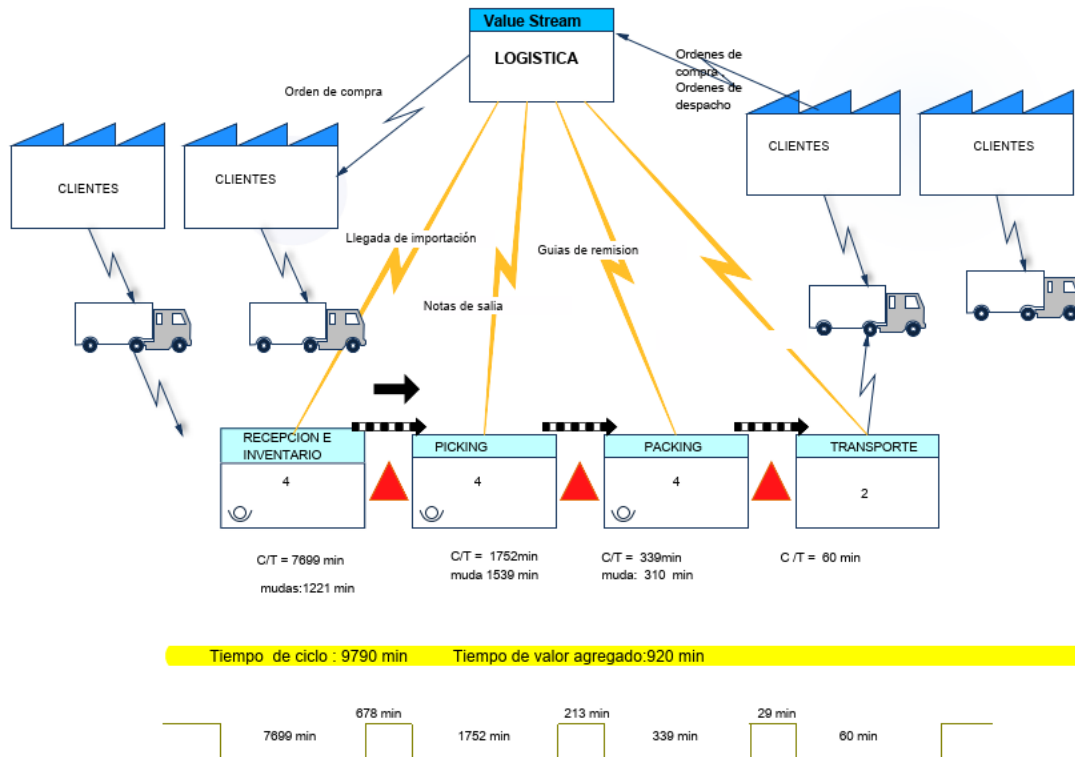 Value Stream
LOGISTICA
Orden de compra
Ordenes de
compra ,
Ordenes de
despacho
CLIENTES
CLIENTES
CLIENTES
CLIENTES
Llegada de importación
Guias de remision
Notas de salia
RECEPCION E
INVENTARIO
4
PICKING
4
PACKING
4
TRANSPORTE
2
C/T = 7699 min
mudas:1221 min
C/T = 1752min
muda 1539 min
C/T = 339min
muda: 310 min
C /T = 60 min
Tiempo de ciclo : 9790 min Tiempo de valor agregado:920 min
678 min
213 min
29 min
7699 min
1752 min
339 min
60 min